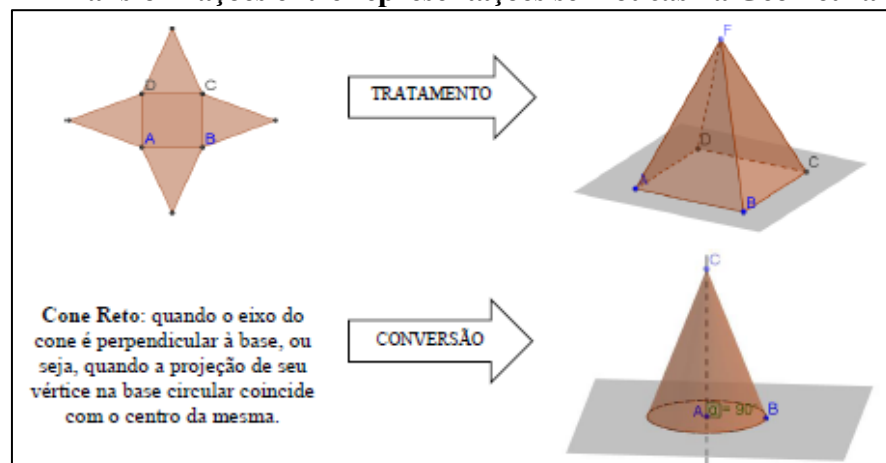 D C
A B
TRATAMENTO
F
D
C
A
B
Cone Reto: quando o eixo do
cone é perpendicular à base, ou
seja, quando a projeção de seu
vértice na base circular coincide
com o centro da mesma.
CONVERSÃO
C
A α = 90° B